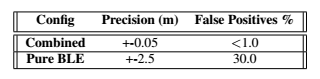 Config Precision (m) False Positives %
Combined +-0.05 <1.0
Pure BLE +-2.5 30.0